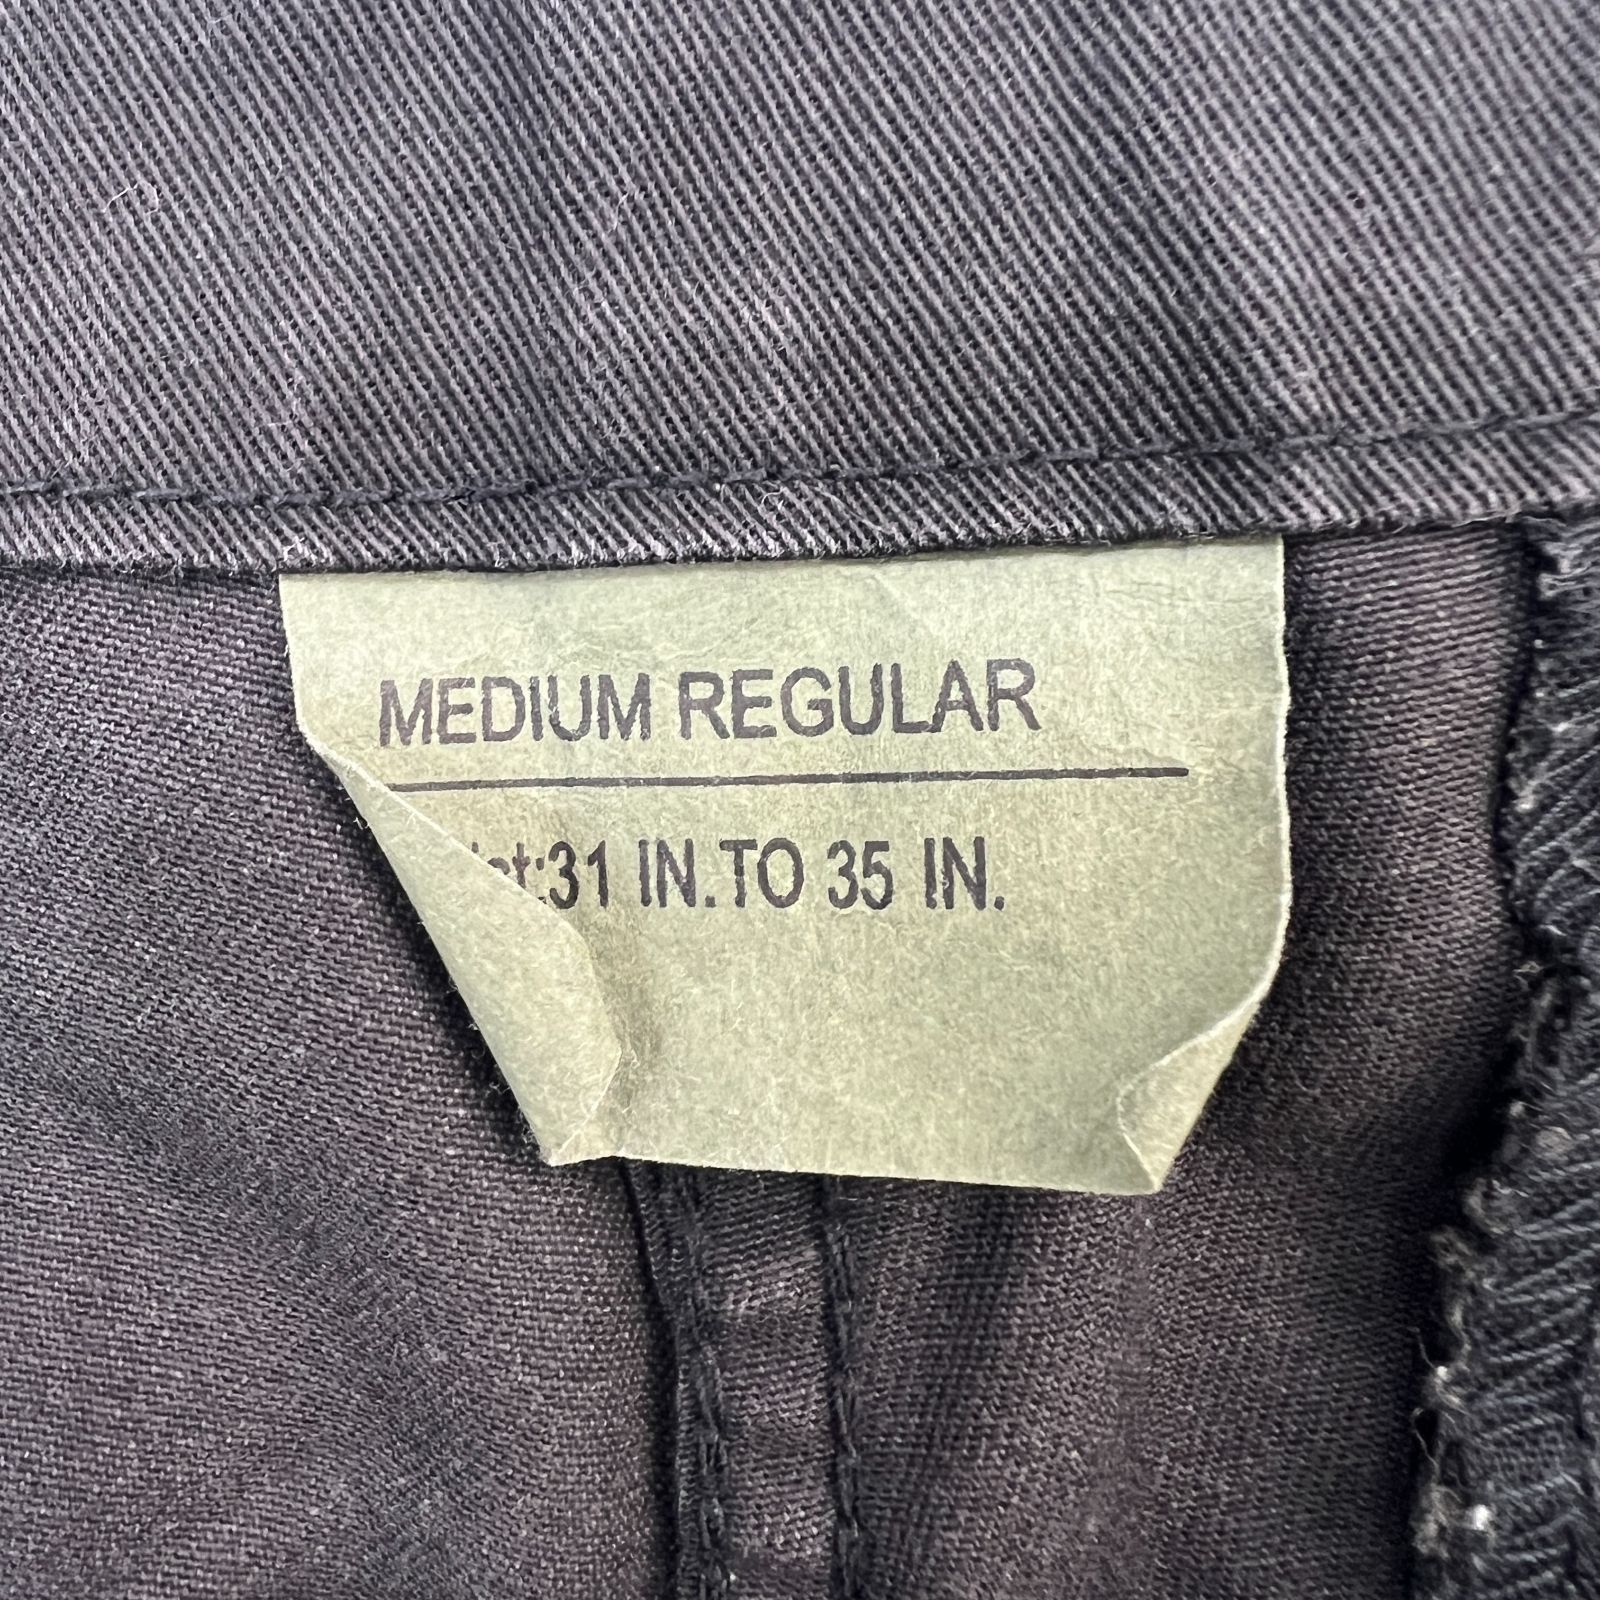 MEDIUM REGULAR
:31 IN.TO 35 IN.